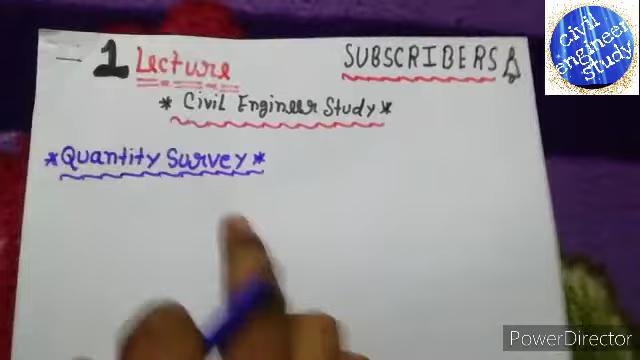 1 Lecture
SUBSCRIBERS
* Civil Engineer Study *
*Quantity Survey*
civil
engineer
study
PowerDirector